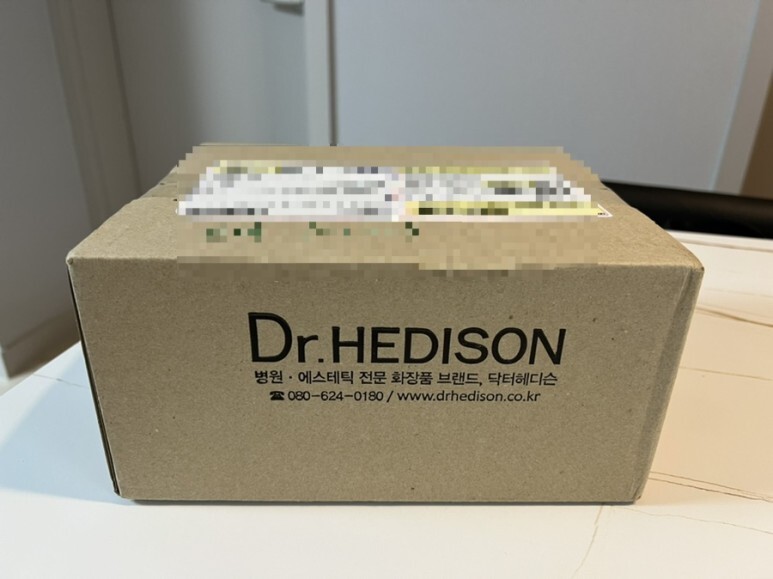 Dr.HEDISON
병원 · 에스테틱 전문 화장품 브랜드, 닥터헤디슨
☎ 080-624-0180 / www.drhedison.co.kr